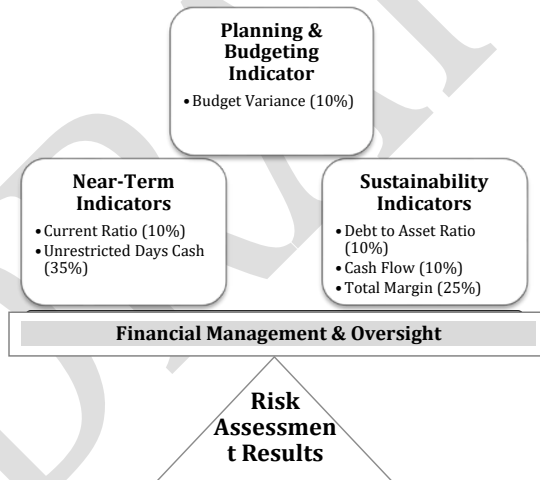 Planning &
Budgeting
Indicator
•Budget Variance (10%)
Near-Term
Indicators
•Current Ratio (10%)
•Unrestricted Days Cash
(35%)
Sustainability
Indicators
•Debt to Asset Ratio
(10%)
•Cash Flow (10%)
•Total Margin (25%)
Financial Management & Oversight
Risk
Assessmen
t Results